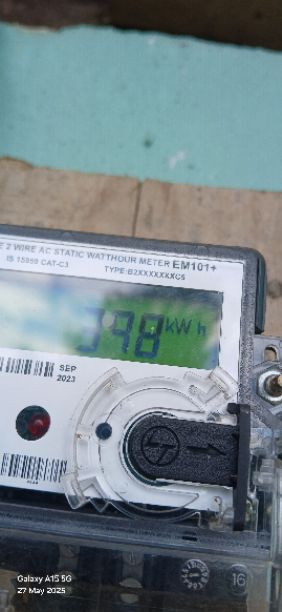 E 2 WIRE AC STATIC WATTHOUR METER EM101+
IS 15959 CAT-C3 TYPE:B2XXXXXXXC5
398 kWh
SEP
2023
16
Galaxy A15 5G
27 May 2025